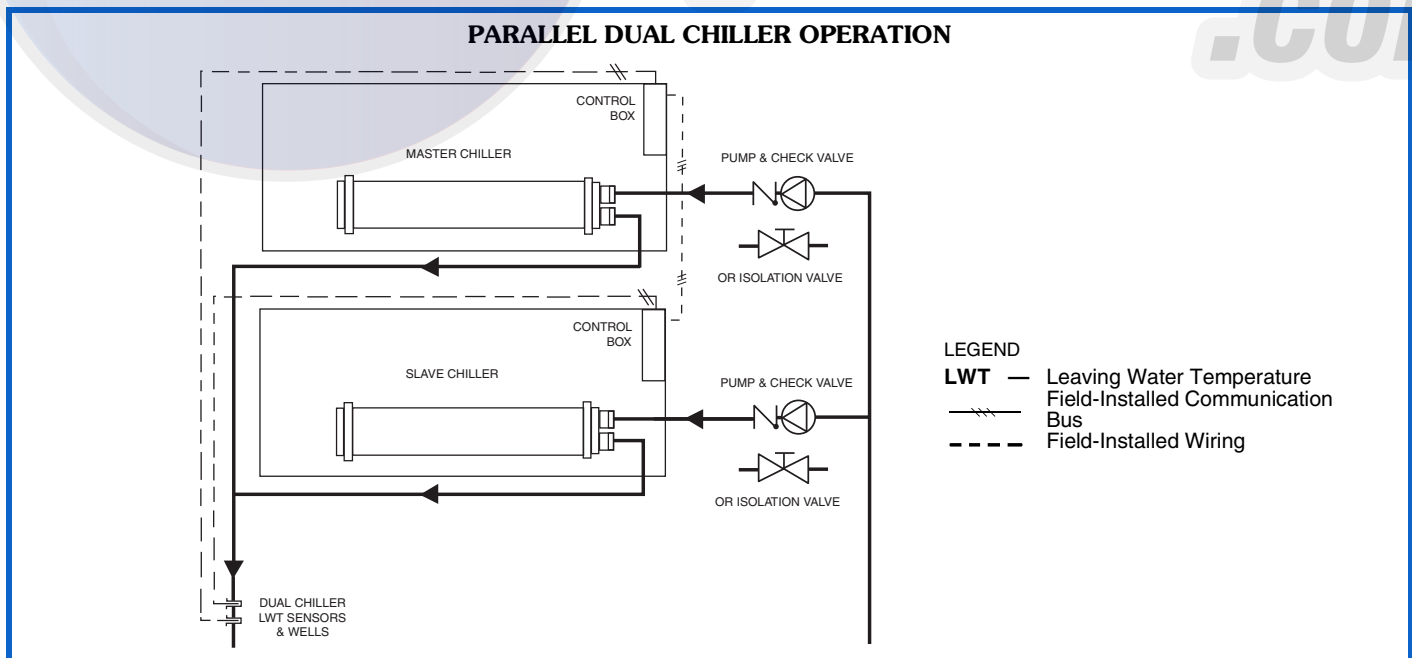 .co
PARALLEL DUAL CHILLER OPERATION
CONTROL
BOX
MASTER CHILLER
PUMP & CHECK VALVE
OR ISOLATION VALVE
CONTROL
BOX
SLAVE CHILLER
PUMP & CHECK VALVE
OR ISOLATION VALVE
DUAL CHILLER
LWT SENSORS
& WELLS
LEGEND
LWT — Leaving Water Temperature
Field-Installed Communication
Bus
Field-Installed Wiring